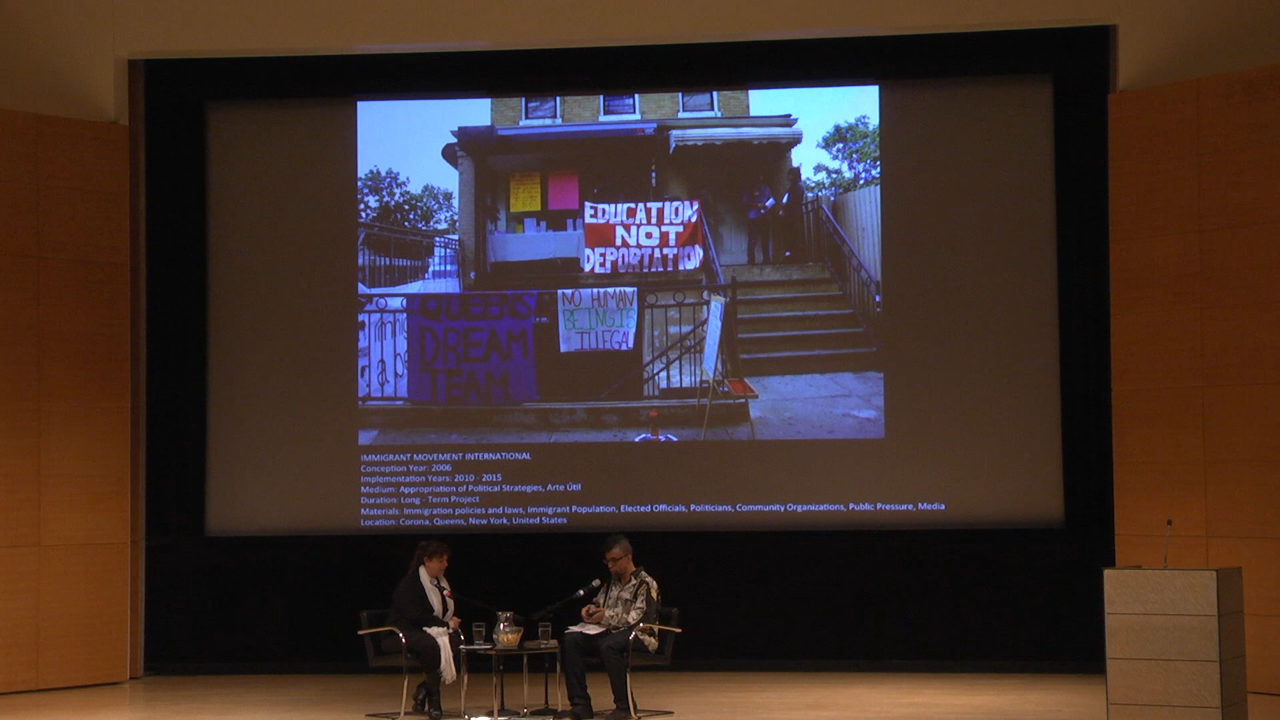 EDUCATION
NOT
DEPORTATION
QUEENS
DREAM
TEAM
NO HUMAN
BEING IS
ILLEGAL
IMMIGRANT MOVEMENT INTERNATIONAL
Conception Year: 2006
Implementation Years: 2010 - 2015
Medium: Appropriation of Political Strategies, Arte Útil
Duration: Long - Term Project
Materials: Immigration policies and laws, Immigrant Population, Elected Officials, Politicians, Community Organizations, Public Pressure, Media
Location: Corona, Queens, New York, United States